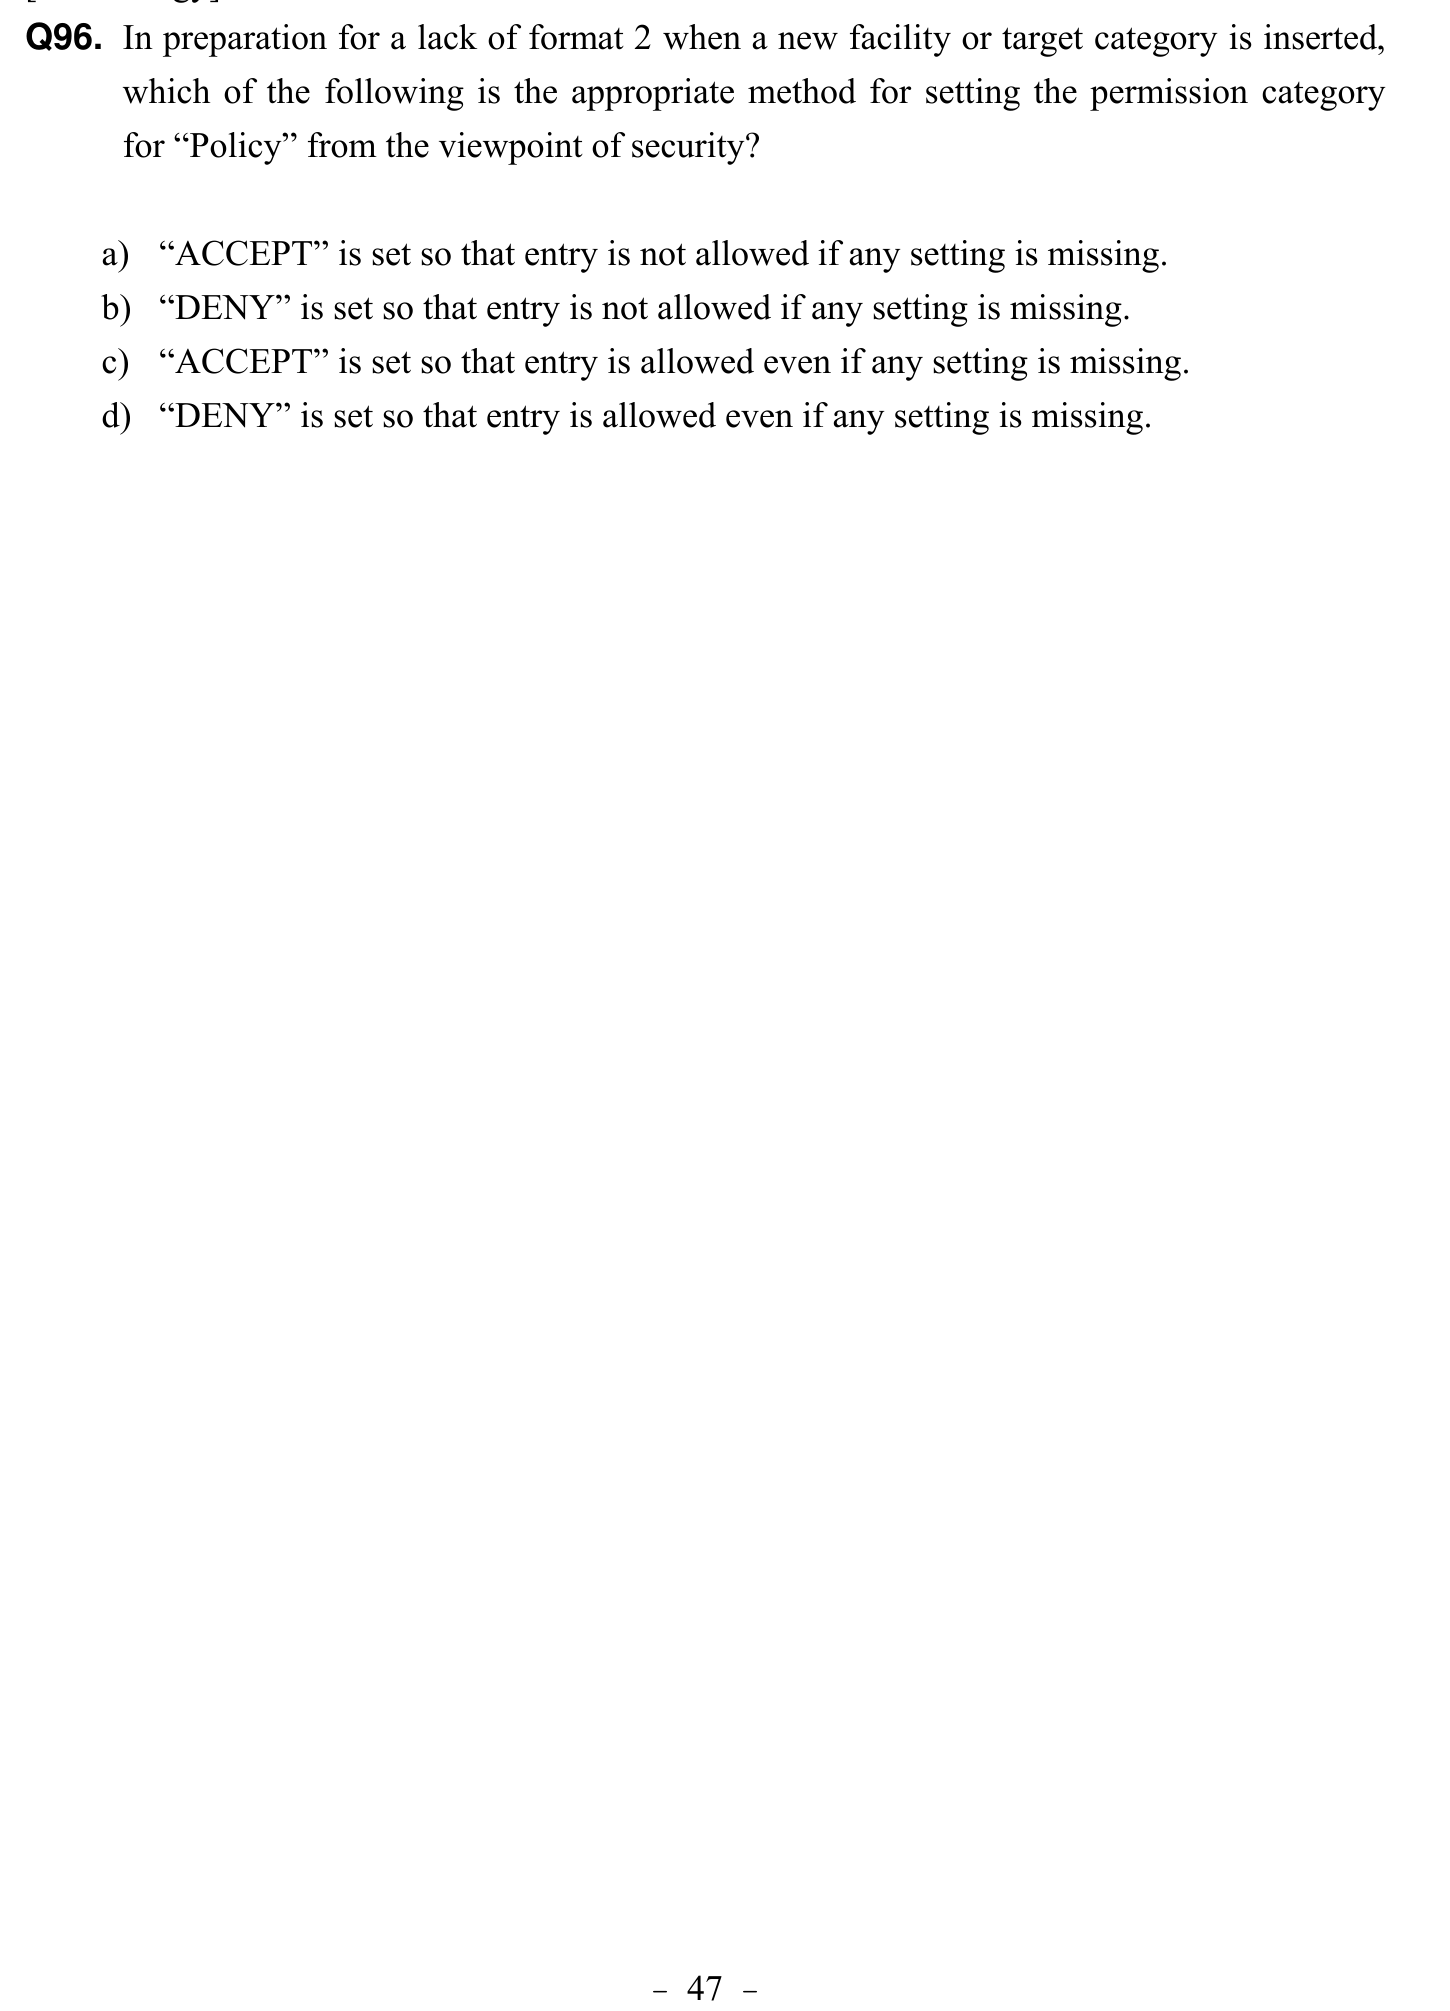 Q96. In preparation for a lack of format 2 when a new facility or target category is inserted,
which of the following is the appropriate method for setting the permission category
for “Policy” from the viewpoint of security?
a) “ACCEPT” is set so that entry is not allowed if any setting is missing.
b) “DENY” is set so that entry is not allowed if any setting is missing.
c) “ACCEPT” is set so that entry is allowed even if any setting is missing.
d) “DENY” is set so that entry is allowed even if any setting is missing.
– 47 –